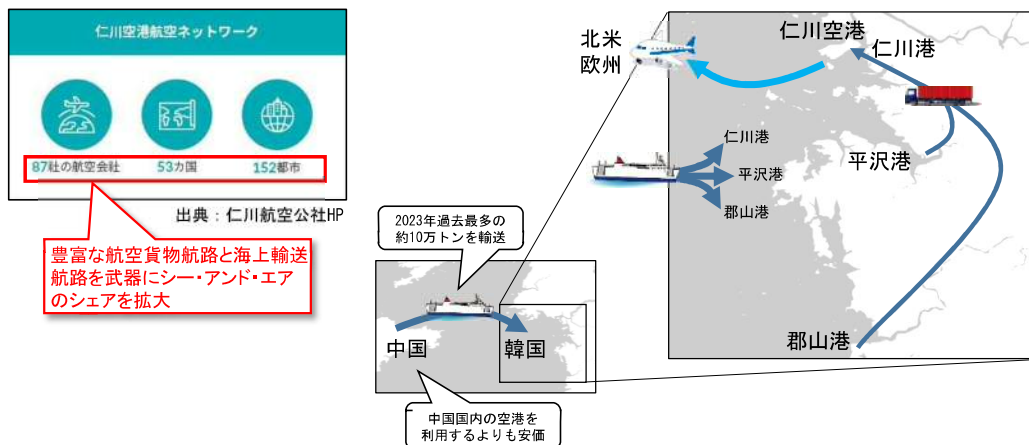 仁川空港航空ネットワーク
87社の航空会社
53カ国
152都市
出典：仁川航空公社HP
豊富な航空貨物航路と海上輸送
航路を武器にシー・アンド・エア
のシェアを拡大
2023年過去最多の
約10万トンを輸送
中国
韓国
中国国内の空港を
利用するよりも安価
北米
欧州
仁川空港
仁川港
平沢港
仁川港
平沢港
郡山港
郡山港